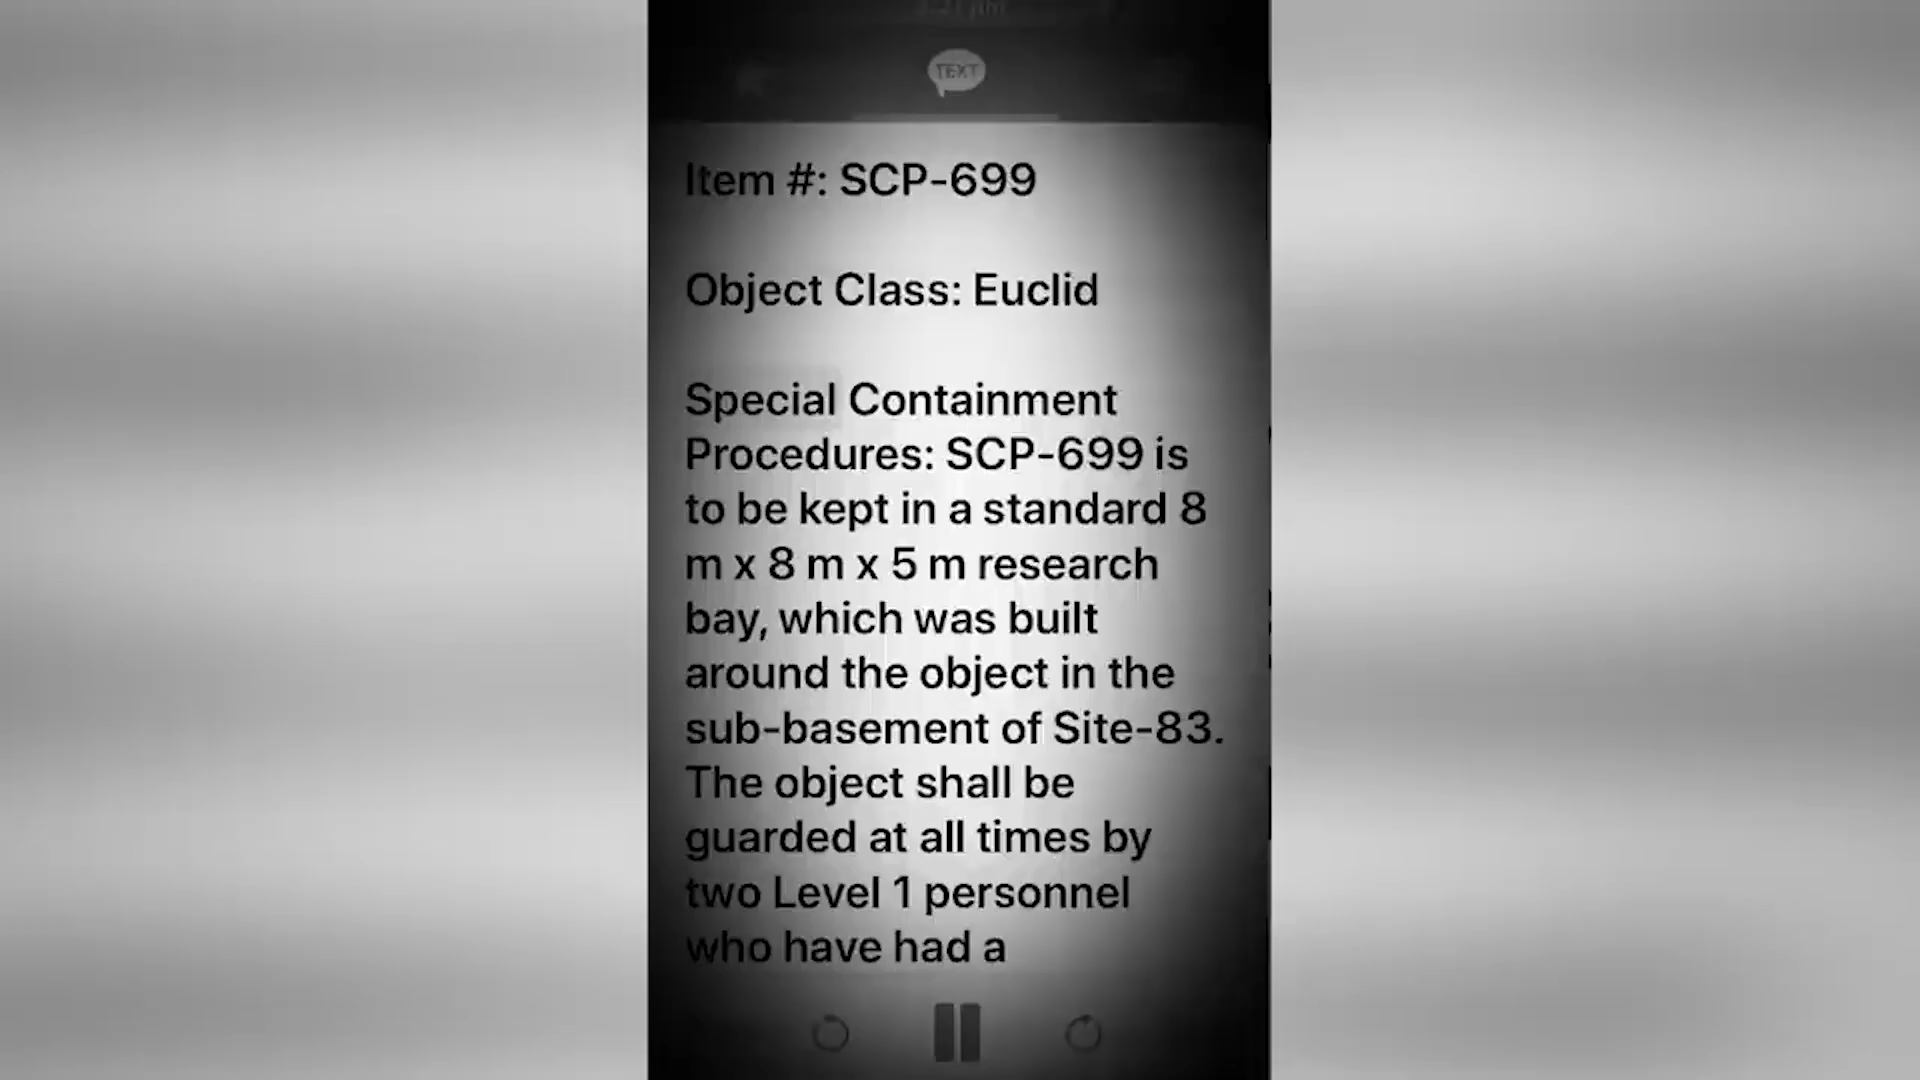 TEXT
Item #: SCP-699
Object Class: Euclid
Special Containment
Procedures: SCP-699 is
to be kept in a standard 8
m x 8 m x 5 m research
bay, which was built
around the object in the
sub-basement of Site-83.
The object shall be
guarded at all times by
two Level 1 personnel
who have had a